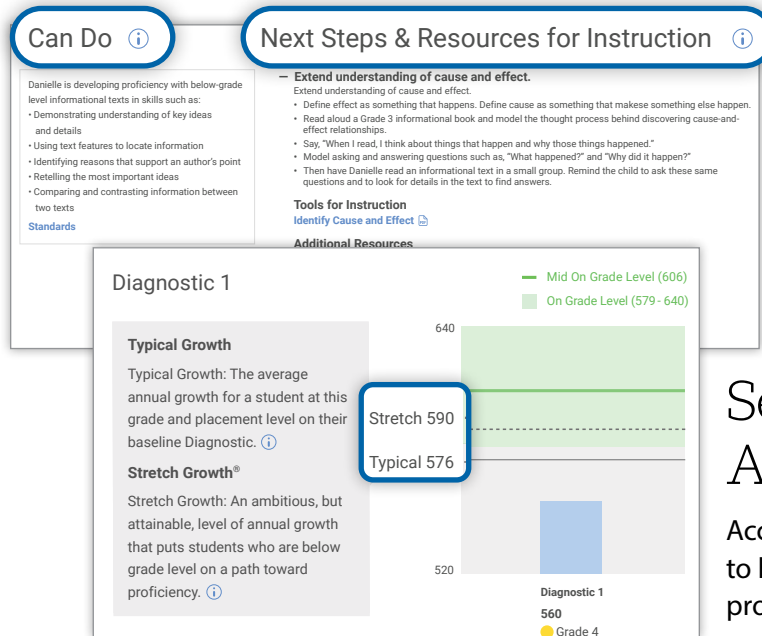 Can Do
Next Steps & Resources for Instruction
Danielle is developing proficiency with below-grade
level informational texts in skills such as:
• Demonstrating understanding of key ideas
and details
• Using text features to locate information
• Identifying reasons that support an author's point
• Retelling the most important ideas
• Comparing and contrasting information between
two texts
Standards
– Extend understanding of cause and effect.
Extend understanding of cause and effect.
• Define effect as something that happens. Define cause as something that makese something else happen.
• Read aloud a Grade 3 informational book and model the thought process behind discovering cause-and-
effect relationships.
• Say, "When I read, I think about things that happen and why those things happened."
• Model asking and answering questions such as, "What happened?" and "Why did it happen?"
• Then have Danielle read an informational text in a small group. Remind the child to ask these same
questions and to look for details in the text to find answers.
Tools for Instruction
Identify Cause and Effect
Additional Resources
Diagnostic 1
Mid On Grade Level (606)
On Grade Level (579 - 640)
Typical Growth
Typical Growth: The average
annual growth for a student at this
grade and placement level on their
baseline Diagnostic.
Stretch Growth®
Stretch Growth: An ambitious, but
attainable, level of annual growth
that puts students who are below
grade level on a path toward
proficiency.
640
Stretch 590
Typical 576
520
Diagnostic 1
560
Grade 4